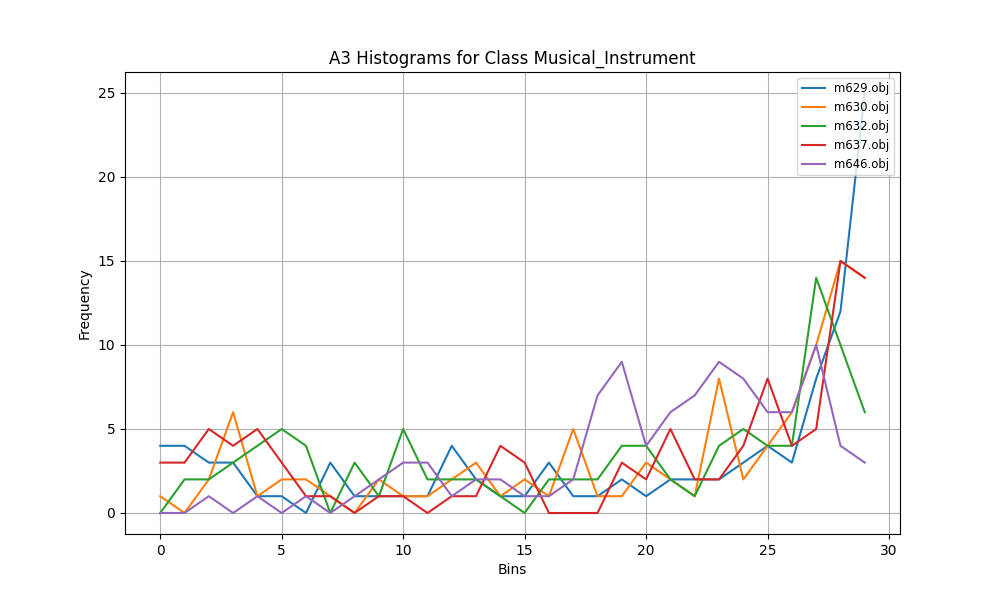 A3 Histograms for Class Musical_Instrument
m629.obj
m630.obj
m632.obj
m637.obj
m646.obj
25
20
15
10
5
0
Frequency
0 5 10 15 20 25 30
Bins